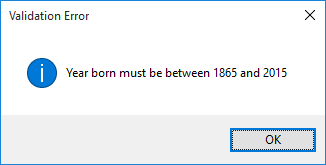 Validation Error
Year born must be between 1865 and 2015
OK